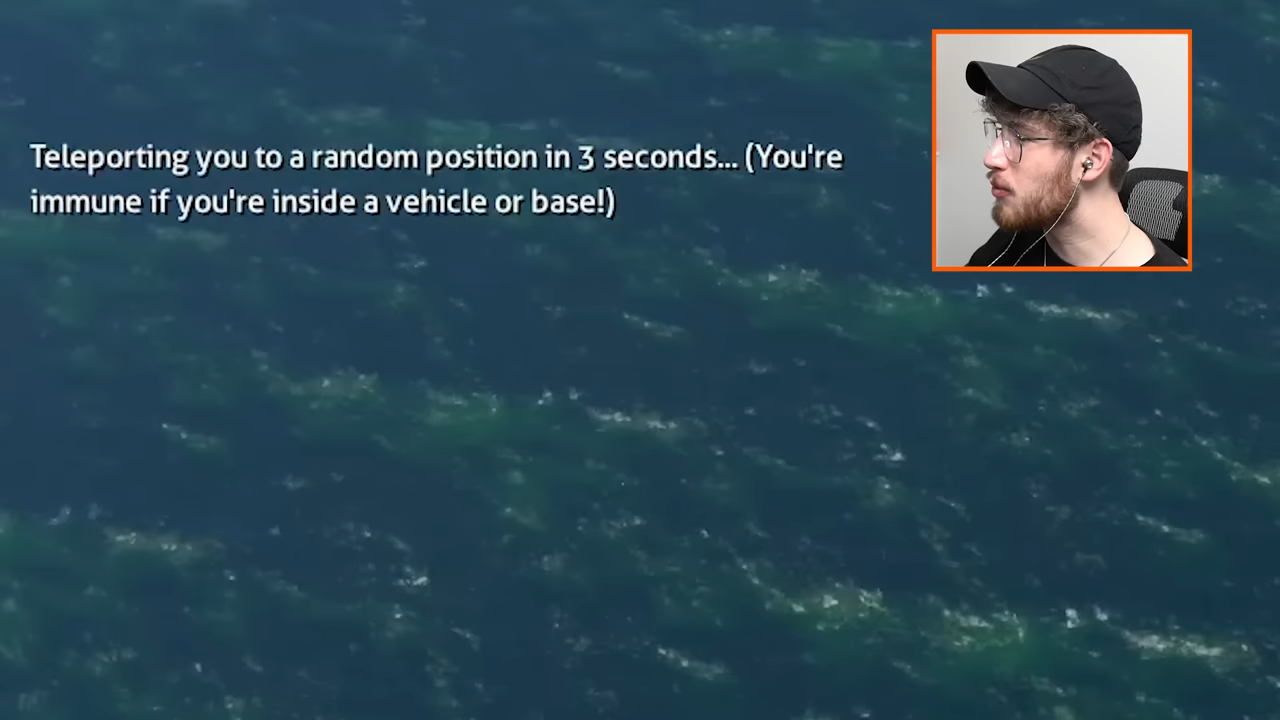 Teleporting you to a random position in 3 seconds... (You're
immune if you're inside a vehicle or base!)